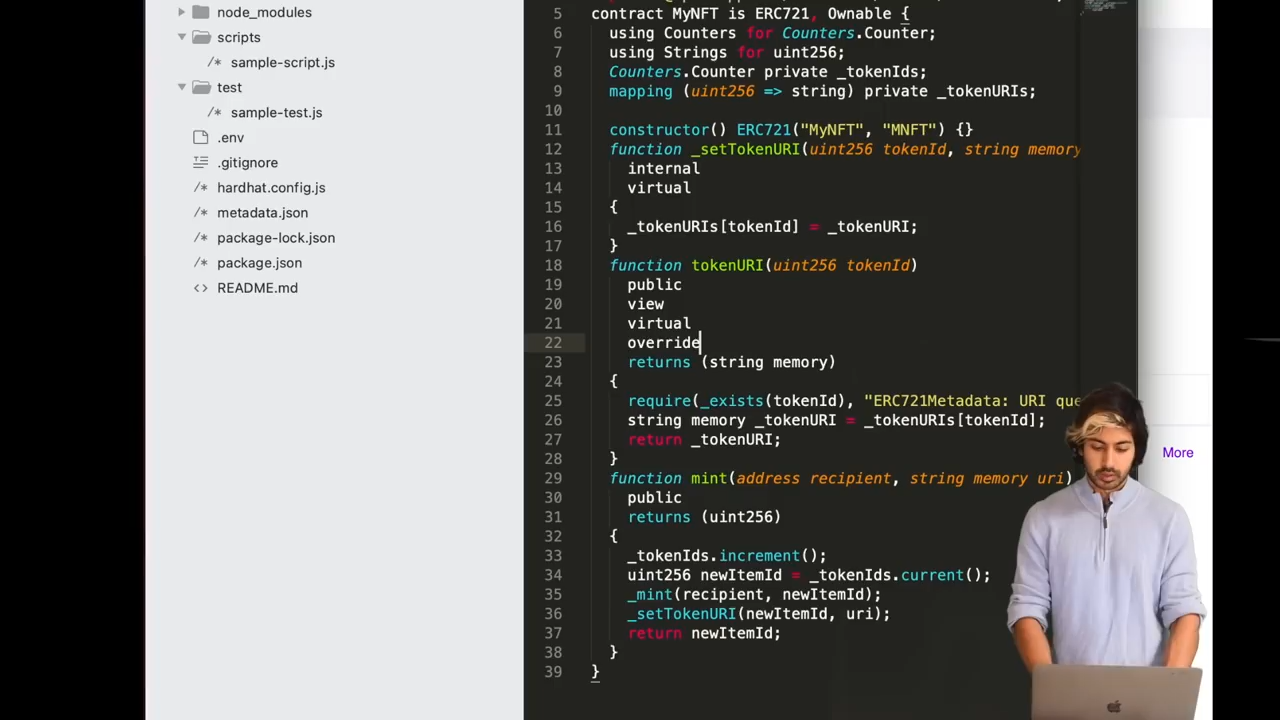 node_modules
scripts
/* sample-script.js
test
/* sample-test.js
.env
.gitignore
/* hardhat.config.js
/* metadata.json
/* package-lock.json
/* package.json
<> README.md
5 contract MyNFT is ERC721, Ownable {
6 using Counters for Counters.Counter;
7 using Strings for uint256;
8 Counters.Counter private _tokenIds;
9 mapping (uint256 => string) private _tokenURIs;
10
11 constructor() ERC721("MyNFT", "MNFT") {}
12 function _setTokenURI(uint256 tokenId, string memory
13 internal
14 virtual
15 {
16 _tokenURIs[tokenId] = _tokenURI;
17 }
18 function tokenURI(uint256 tokenId)
19 public
20 view
21 virtual
22 override
23 returns (string memory)
24 {
25 require(_exists(tokenId), "ERC721Metadata: URI que
26 string memory _tokenURI = _tokenURIs[tokenId];
27 return _tokenURI;
28 }
29 function mint(address recipient, string memory uri)
30 public
31 returns (uint256)
32 {
33 _tokenIds.increment();
34 uint256 newItemId = _tokenIds.current();
35 _mint(recipient, newItemId);
36 _setTokenURI(newItemId, uri);
37 return newItemId;
38 }
39 }
More